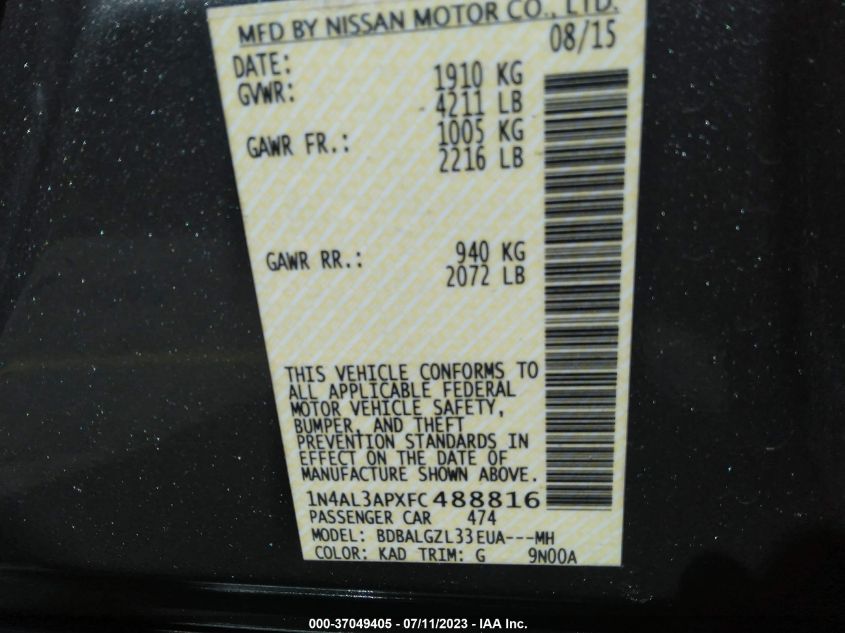 MFD BY NISSAN MOTOR CO., LTD.
DATE: 08/15
GVWR: 1910 KG
4211 LB
GAWR FR.: 1005 KG
2216 LB
GAWR RR.: 940 KG
2072 LB
THIS VEHICLE CONFORMS TO
ALL APPLICABLE FEDERAL
MOTOR VEHICLE SAFETY,
BUMPER, AND THEFT
PREVENTION STANDARDS IN
EFFECT ON THE DATE OF
MANUFACTURE SHOWN ABOVE.
1N4AL3APXFC488816
PASSENGER CAR 474
MODEL: BDBALGZL33EUA---MH
COLOR: KAD TRIM: G 9N00A
000-37049405 - 07/11/2023 - IAA Inc.